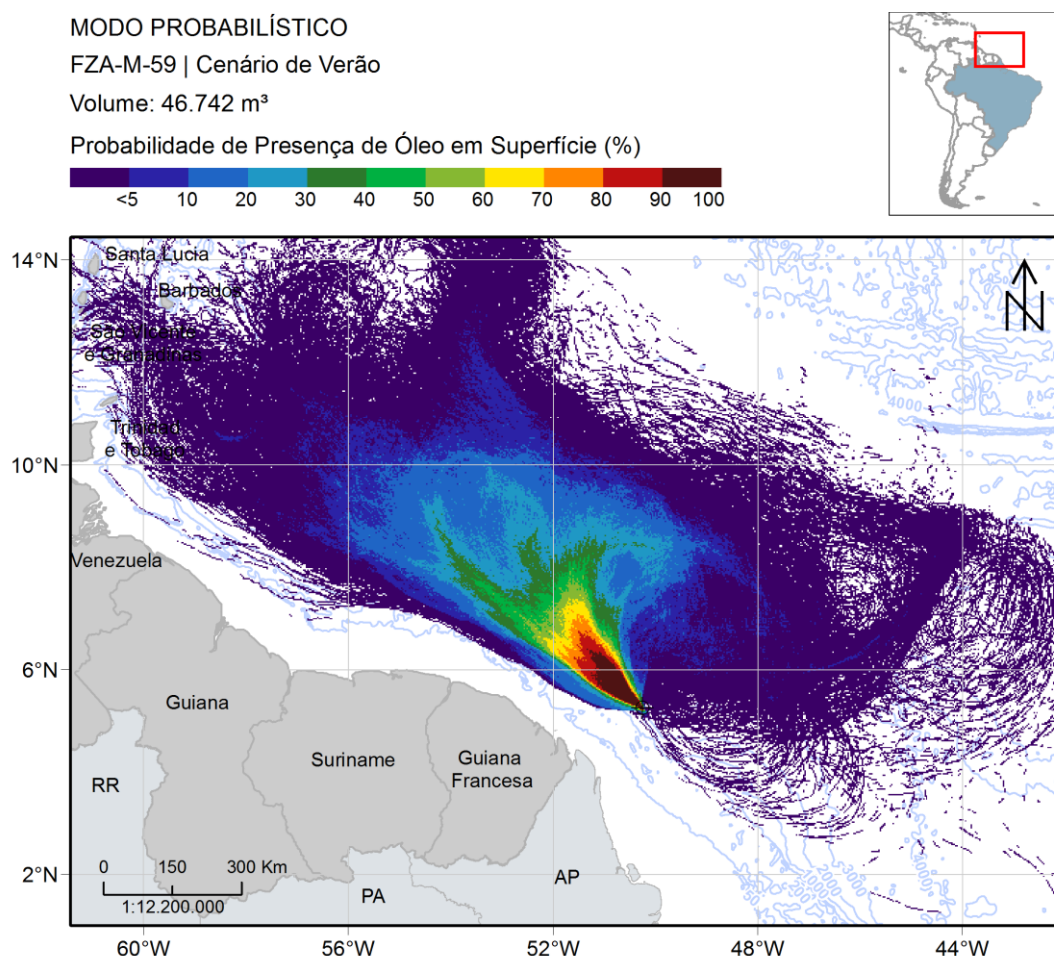 MODO PROBABILÍSTICO
FZA-M-59 | Cenário de Verão
Volume: 46.742 m³
Probabilidade de Presença de Óleo em Superfície (%)
<5 10 20 30 40 50 60 70 80 90 100
14°N
Santa Lucia
Barbados
São Vicente
e Granadinas
4000
Trinidad
e Tobago
10°N
Venezuela
6°N
Guiana
Suriname
Guiana
Francesa
RR
0 150 300 Km
1:12.200.000
2°N
PA
AP
60°W 56°W 52°W 48°W 44°W